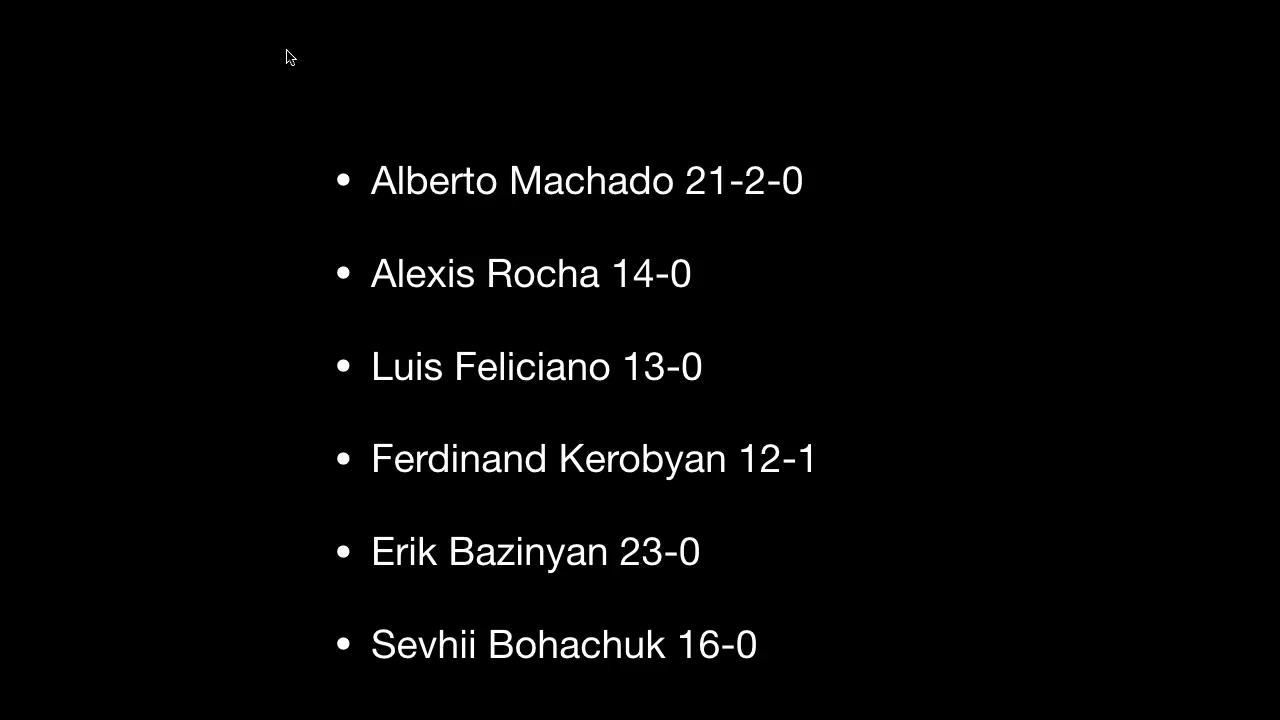 • Alberto Machado 21-2-0
• Alexis Rocha 14-0
• Luis Feliciano 13-0
• Ferdinand Kerobyan 12-1
• Erik Bazinyan 23-0
• Sevhii Bohachuk 16-0